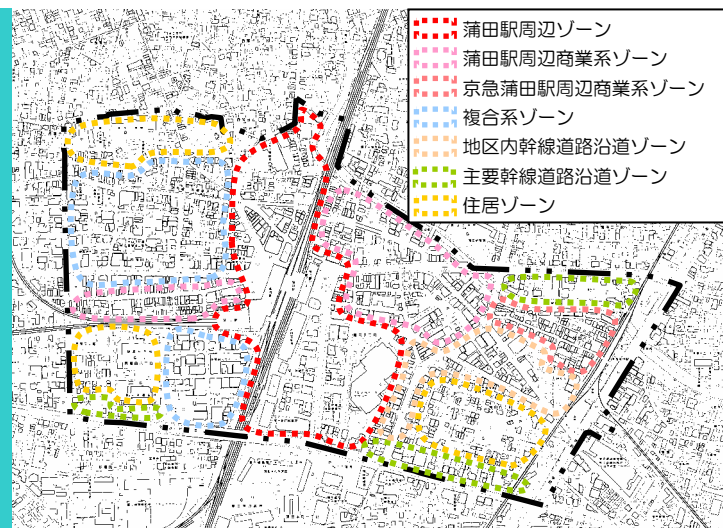 蒲田駅周辺ゾーン
蒲田駅周辺商業系ゾーン
京急蒲田駅周辺商業系ゾーン
複合系ゾーン
地区内幹線道路沿道ゾーン
主要幹線道路沿道ゾーン
住居ゾーン